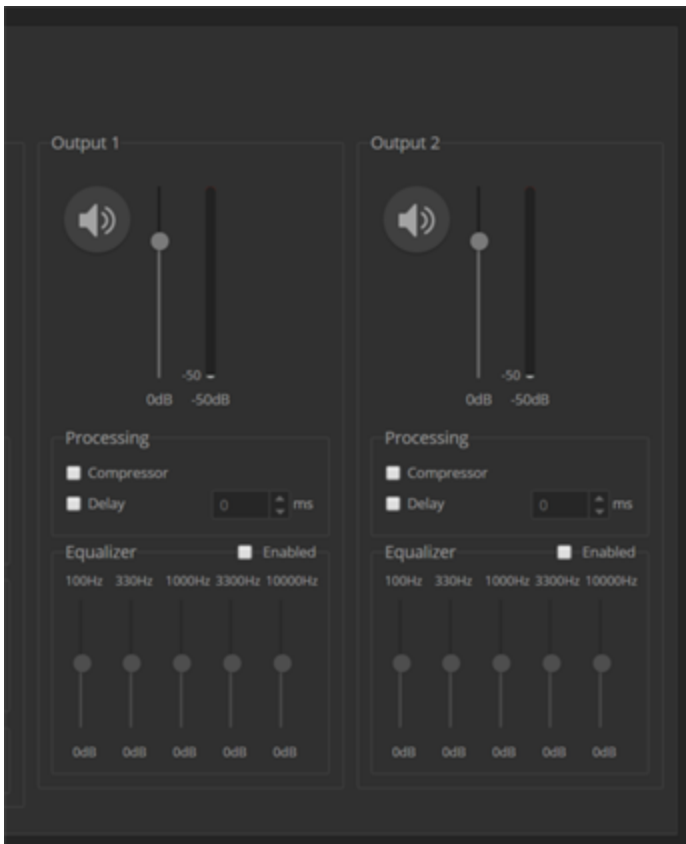 Output 1
-50
0dB -50dB
Processing
Compressor
Delay 0 ms
Equalizer Enabled
100Hz 330Hz 1000Hz 3300Hz 10000Hz
0dB 0dB 0dB 0dB 0dB
Output 2
-50
0dB -50dB
Processing
Compressor
Delay 0 ms
Equalizer Enabled
100Hz 330Hz 1000Hz 3300Hz 10000Hz
0dB 0dB 0dB 0dB 0dB